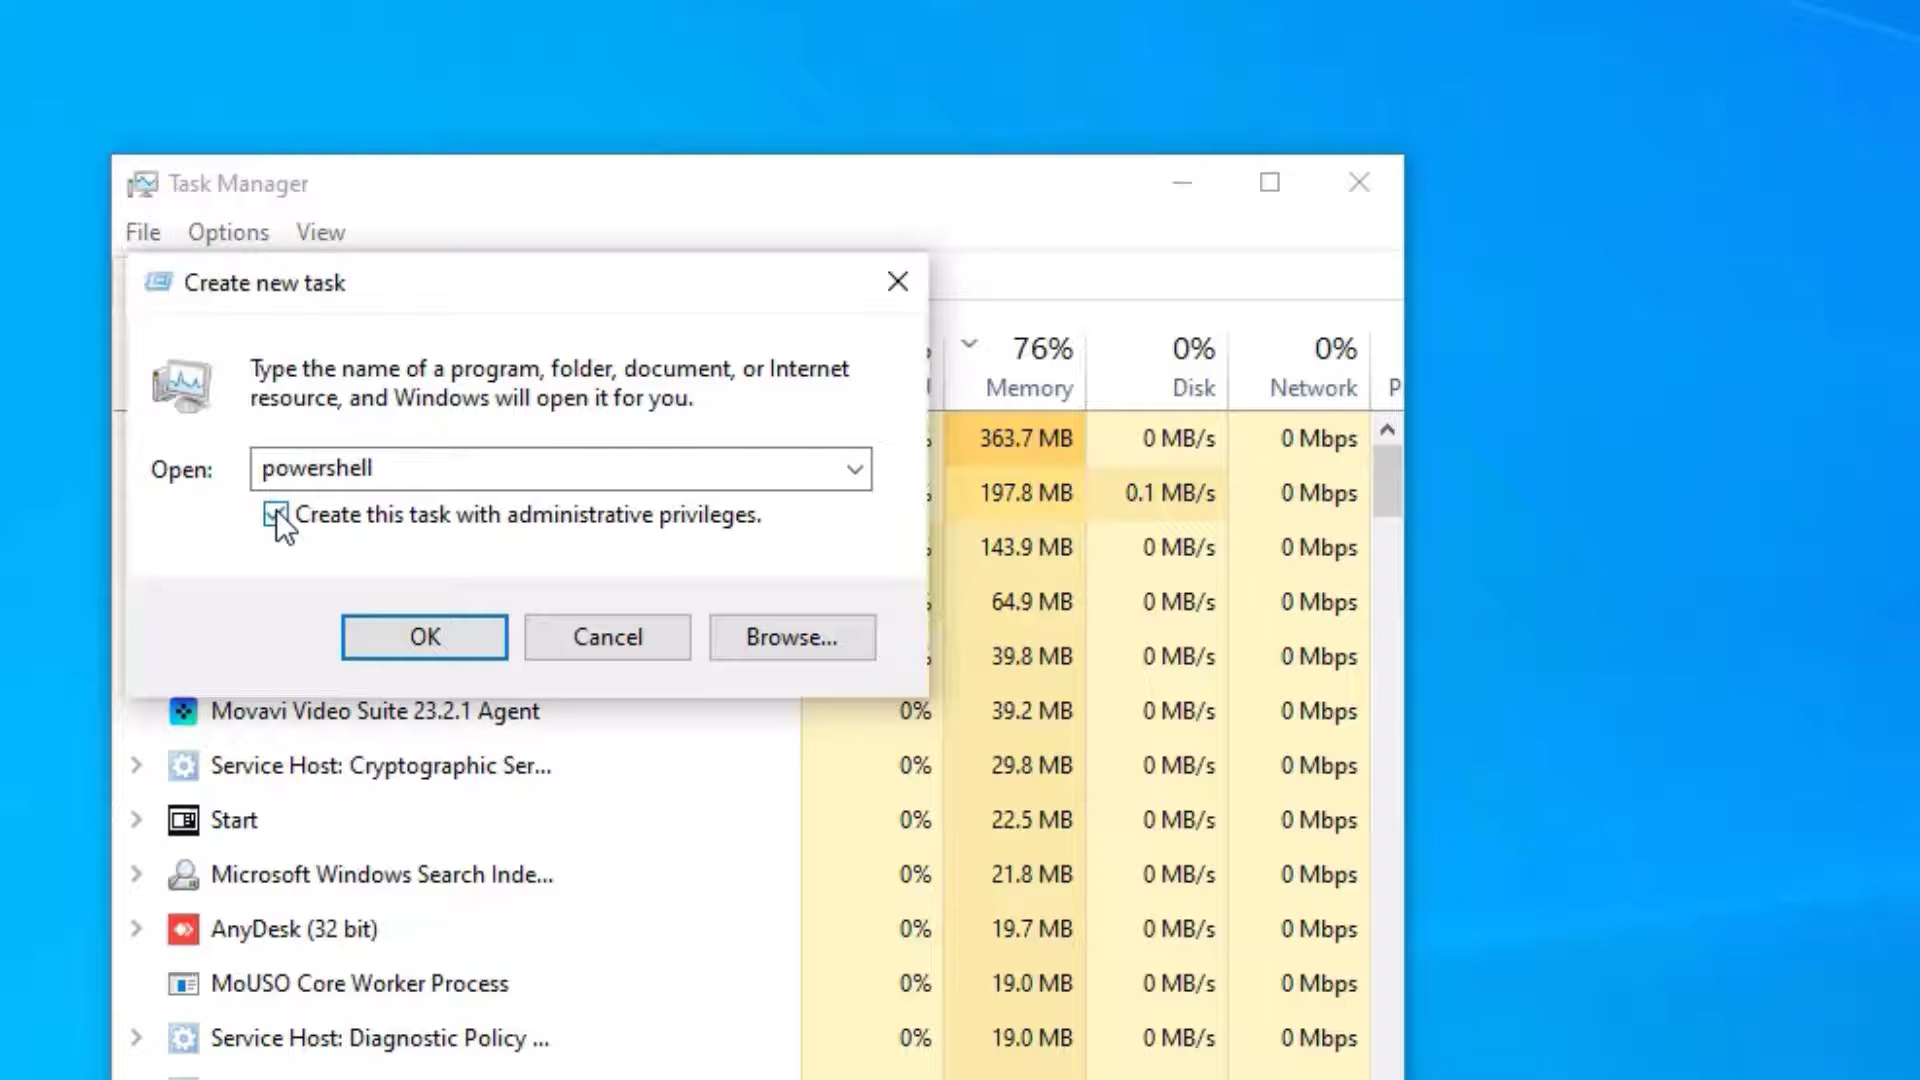 Task Manager
File Options View
Create new task
Type the name of a program, folder, document, or Internet
resource, and Windows will open it for you.
Open: powershell
Create this task with administrative privileges.
OK Cancel Browse...
76% 0% 0%
Memory Disk Network P
363.7 MB 0 MB/s 0 Mbps
197.8 MB 0.1 MB/s 0 Mbps
143.9 MB 0 MB/s 0 Mbps
64.9 MB 0 MB/s 0 Mbps
39.8 MB 0 MB/s 0 Mbps
Movavi Video Suite 23.2.1 Agent 0% 39.2 MB 0 MB/s 0 Mbps
Service Host: Cryptographic Ser... 0% 29.8 MB 0 MB/s 0 Mbps
Start 0% 22.5 MB 0 MB/s 0 Mbps
Microsoft Windows Search Inde... 0% 21.8 MB 0 MB/s 0 Mbps
AnyDesk (32 bit) 0% 19.7 MB 0 MB/s 0 Mbps
MoUSO Core Worker Process 0% 19.0 MB 0 MB/s 0 Mbps
Service Host: Diagnostic Policy ... 0% 19.0 MB 0 MB/s 0 Mbps